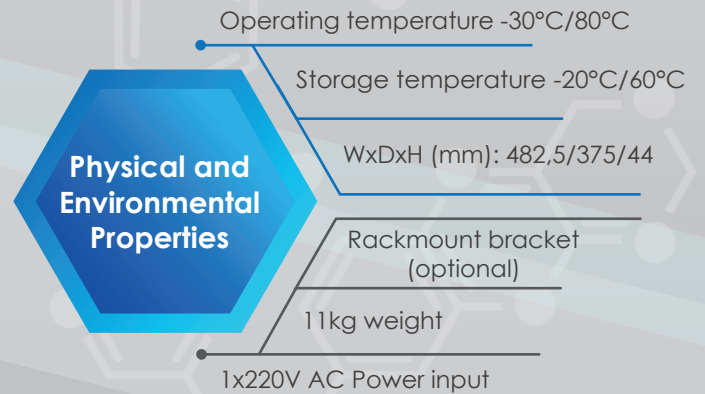 Operating temperature -30°C/80°C
Storage temperature -20°C/60°C
WxDxH (mm): 482,5/375/44
Physical and
Environmental
Properties
Rackmount bracket
(optional)
11kg weight
1x220V AC Power input